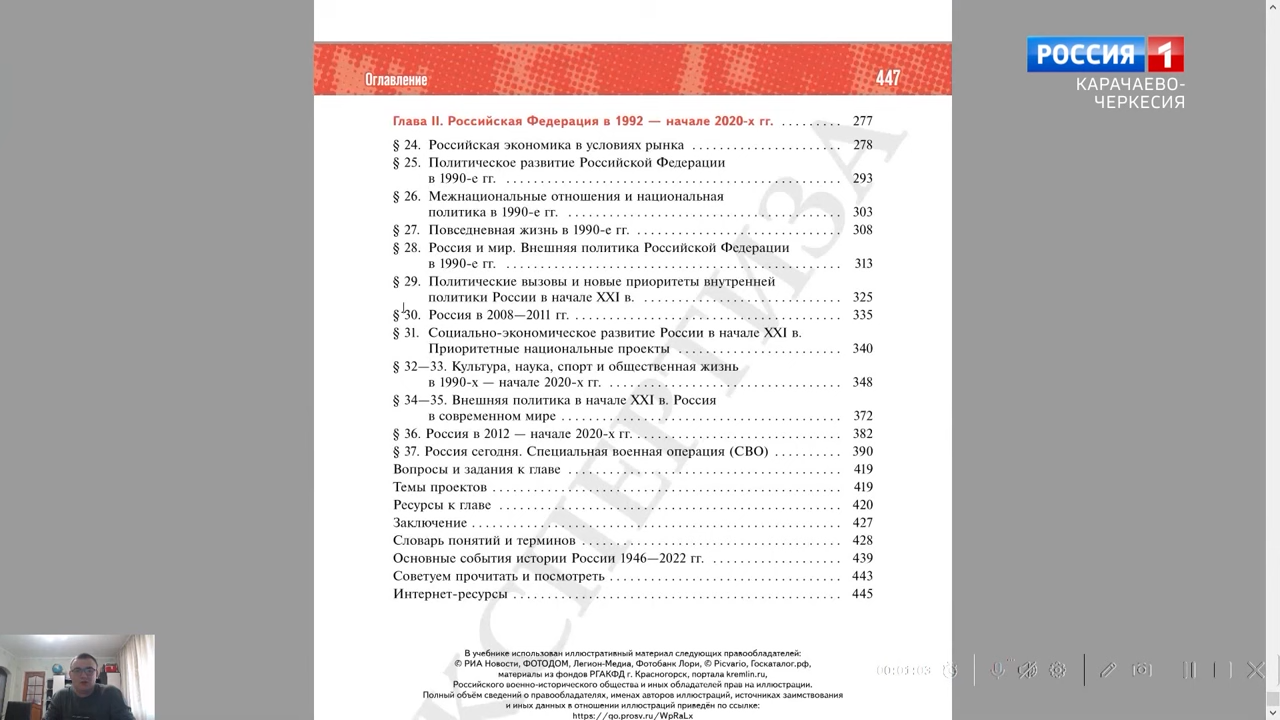 РОССИЯ 1
КАРАЧАЕВО-
ЧЕРКЕСИЯ
Оглавление 447
Глава II. Российская Федерация в 1992 — начале 2020-х гг. ......... 277
§ 24. Российская экономика в условиях рынка ..................... 278
§ 25. Политическое развитие Российской Федерации
в 1990-е гг. ............................................... 293
§ 26. Межнациональные отношения и национальная
политика в 1990-е гг. ...................................... 303
§ 27. Повседневная жизнь в 1990-е гг. ............................. 308
§ 28. Россия и мир. Внешняя политика Российской Федерации
в 1990-е гг. ............................................... 313
§ 29. Политические вызовы и новые приоритеты внутренней
политики России в начале XXI в. ........................... 325
§ 30. Россия в 2008—2011 гг. ..................................... 335
§ 31. Социально-экономическое развитие России в начале XXI в.
Приоритетные национальные проекты ....................... 340
§ 32—33. Культура, наука, спорт и общественная жизнь
в 1990-х — начале 2020-х гг. ................................ 348
§ 34—35. Внешняя политика в начале XXI в. Россия
в современном мире ....................................... 372
§ 36. Россия в 2012 — начале 2020-х гг. ............................. 382
§ 37. Россия сегодня. Специальная военная операция (СВО) .......... 390
Вопросы и задания к главе ...................................... 419
Темы проектов ................................................. 419
Ресурсы к главе ................................................ 420
Заключение .................................................... 427
Словарь понятий и терминов ..................................... 428
Основные события истории России 1946—2022 гг. .................. 439
Советуем прочитать и посмотреть ................................. 443
Интернет-ресурсы .............................................. 445
ЭКСПЕРТИЗА
В учебнике использован иллюстративный материал следующих правообладателей:
© РИА Новости, ФОТОДОМ, Легион-Медиа, Фотобанк Лори, © Picvario, Госкаталог.рф,
материалы из фондов РГАКФД г. Красногорск, портала kremlin.ru,
Российского военно-исторического общества и иных обладателей прав на иллюстрации.
Полный объём сведений о правообладателях, именах авторов иллюстраций, источниках заимствования
и иных данных в отношении иллюстраций приведён по ссылке:
https://go.prosv.ru/WpRaLx
00:01:03